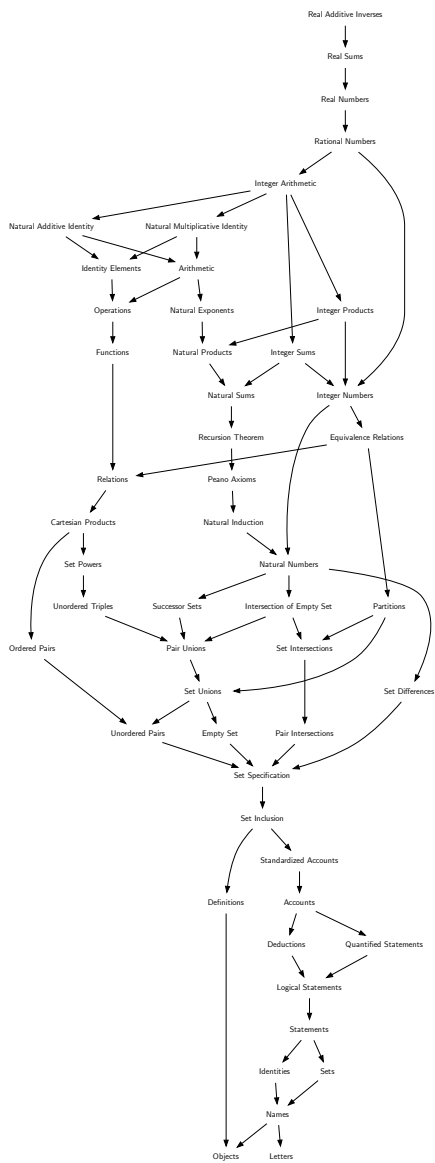 Real Additive Inverses
Real Sums
Real Numbers
Rational Numbers
Integer Arithmetic
Natural Additive Identity
Natural Multiplicative Identity
Identity Elements
Arithmetic
Operations
Natural Exponents
Integer Products
Functions
Natural Products
Integer Sums
Natural Sums
Integer Numbers
Recursion Theorem
Equivalence Relations
Relations
Peano Axioms
Cartesian Products
Natural Induction
Set Powers
Natural Numbers
Unordered Triples
Successor Sets
Intersection of Empty Set
Partitions
Ordered Pairs
Pair Unions
Set Intersections
Set Unions
Set Differences
Unordered Pairs
Empty Set
Pair Intersections
Set Specification
Set Inclusion
Standardized Accounts
Definitions
Accounts
Deductions
Quantified Statements
Logical Statements
Statements
Identities
Sets
Names
Objects
Letters